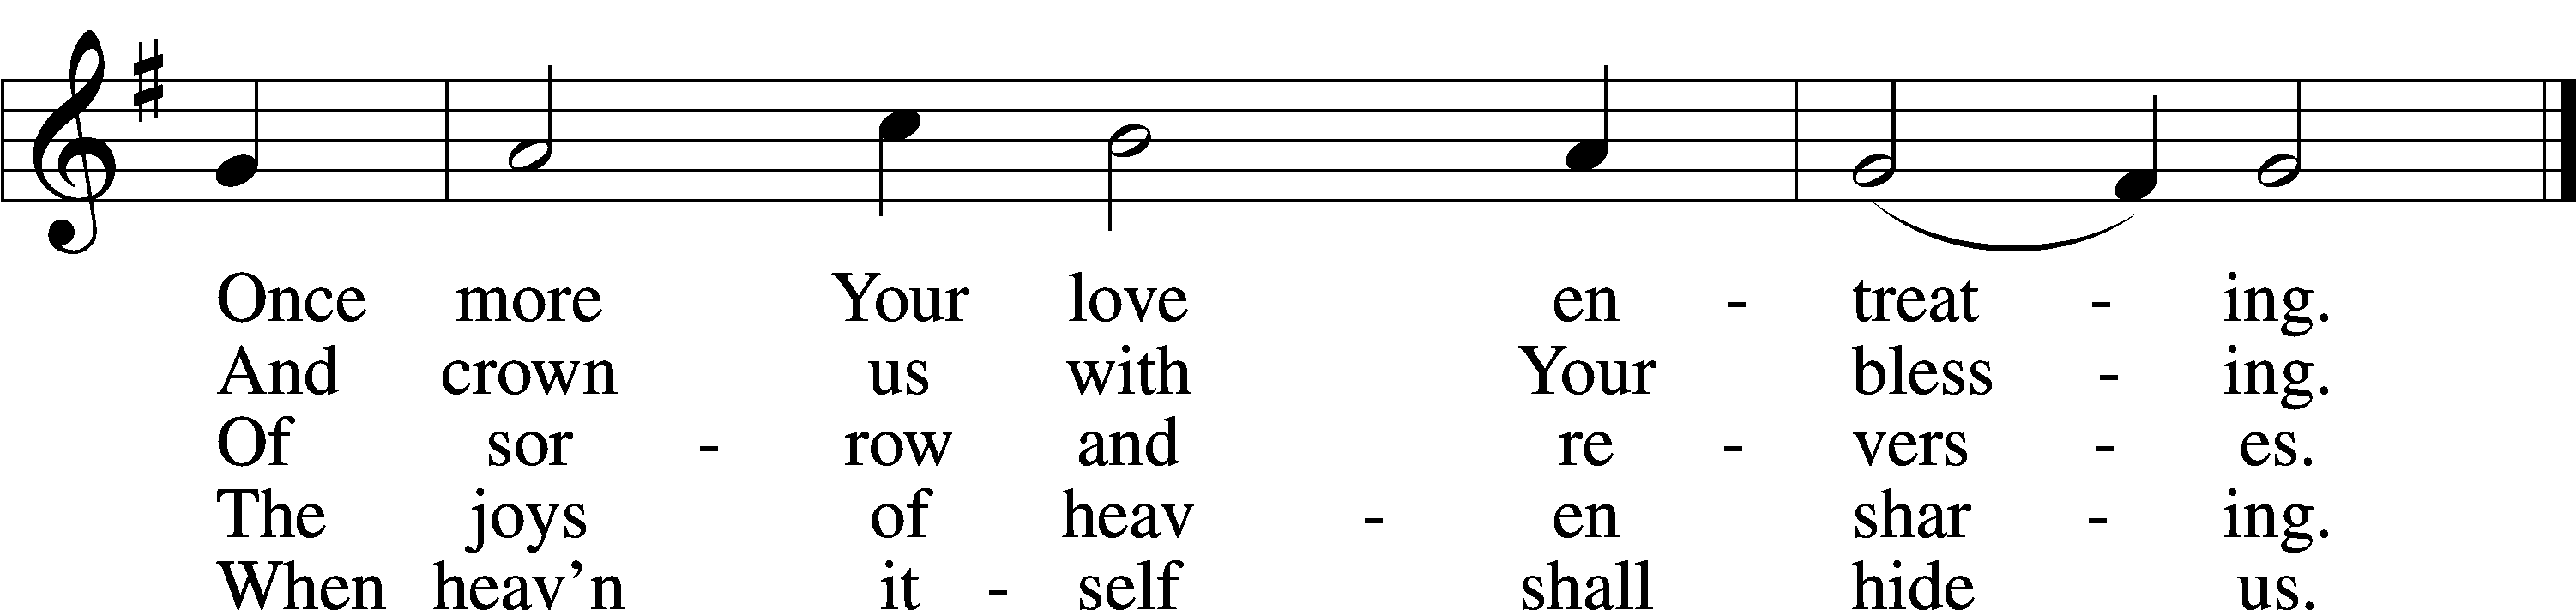 Once more Your love en - treat - ing.
And crown us with Your bless - ing.
Of sor - row and re - vers - es.
The joys of heav - en shar - ing.
When heav’n it - self shall hide us.